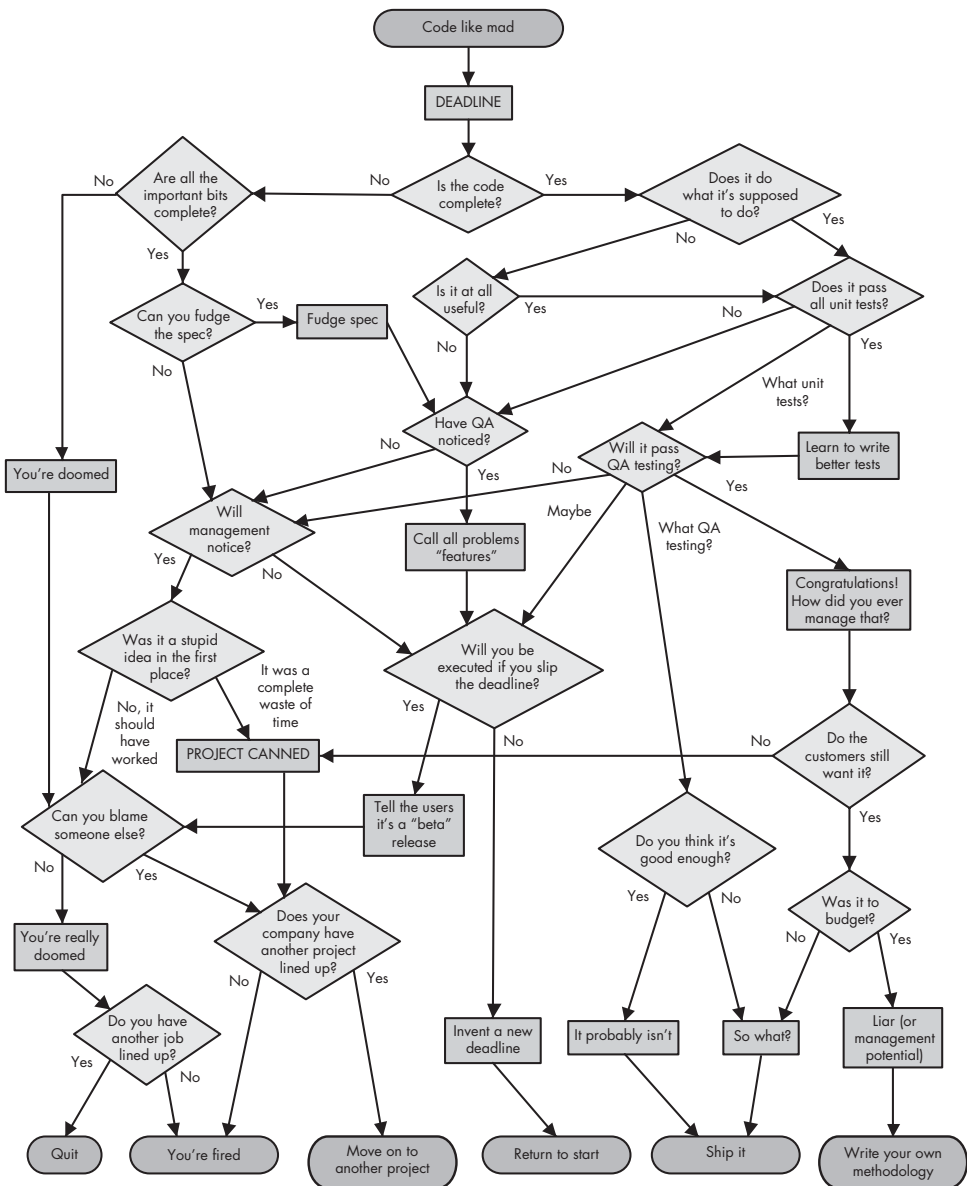 Code like mad
DEADLINE
No
Are all the
important bits
complete?
No
Is the code
complete?
Yes
Does it do
what it's supposed
to do?
Yes
No
Yes
Is it at all
useful?
Yes
No
Does it pass
all unit tests?
Yes
Can you fudge
the spec?
Yes
Fudge spec
No
No
What unit
tests?
Have QA
noticed?
No
Yes
Will it pass
QA testing?
No
Yes
Learn to write
better tests
You're doomed
Maybe
What QA
testing?
Will
management
notice?
Yes
No
Call all problems
"features"
Congratulations!
How did you ever
manage that?
Was it a stupid
idea in the first
place?
It was a
complete
waste of
time
No, it
should
have
worked
Will you be
executed if you slip
the deadline?
Yes
No
PROJECT CANNED
No
Do the
customers still
want it?
Yes
Can you blame
someone else?
No
Yes
Tell the users
it's a "beta"
release
Do you think it's
good enough?
Yes
No
Was it to
budget?
No
Yes
You're really
doomed
Does your
company have
another project
lined up?
No
Yes
Do you have
another job
lined up?
Yes
No
Invent a new
deadline
It probably isn't
So what?
Liar (or
management
potential)
Quit
You're fired
Move on to
another project
Return to start
Ship it
Write your own
methodology